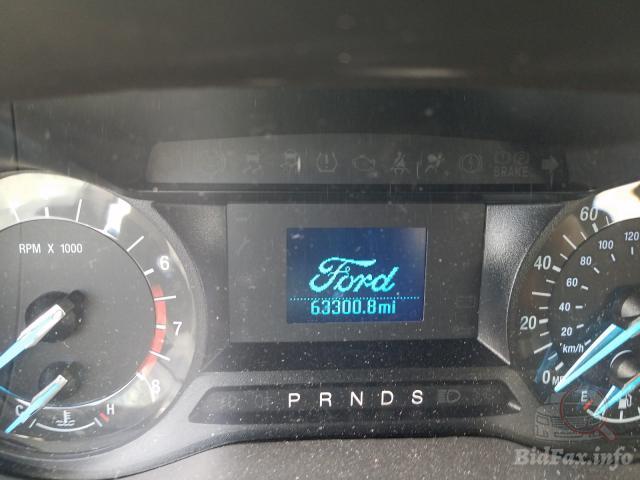 BRAKE
RPM X 1000
6
7
8
C
H
Ford
63300.8mi
P R N D S
60
40
20
0
120
100
80
60
40
20
km/h
E
BidFax.info